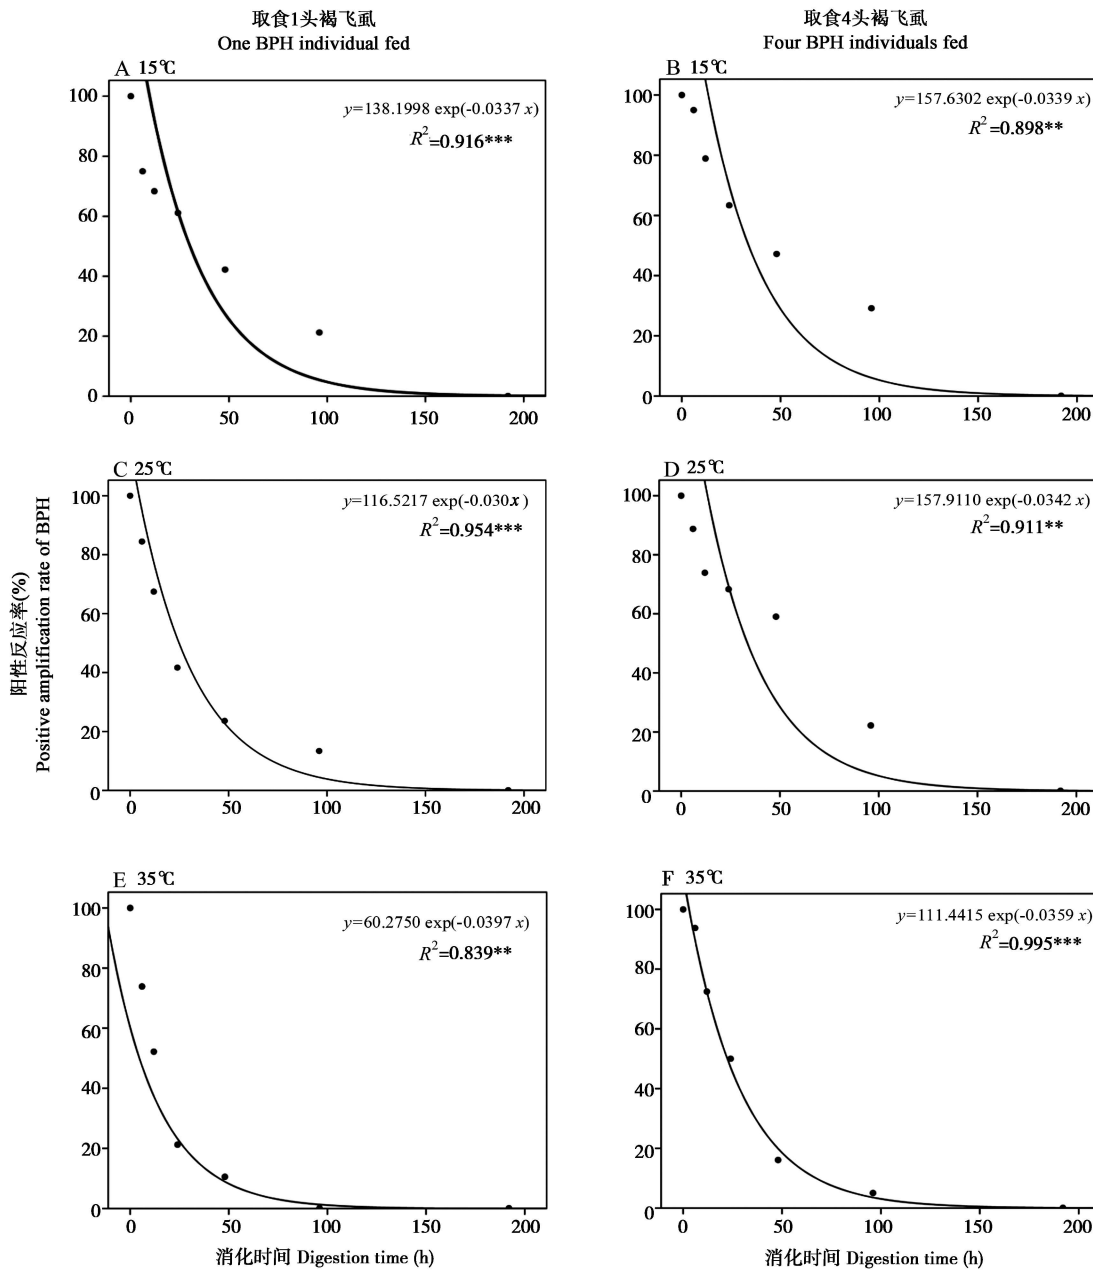 取食1头褐飞虱
One BPH individual fed
取食4头褐飞虱
Four BPH individuals fed
A 15℃
y=138.1998 exp(-0.0337 x)
R²=0.916***
100
80
60
40
20
0
0 50 100 150 200
B 15℃
y=157.6302 exp(-0.0339 x)
R²=0.898**
100
80
60
40
20
0
0 50 100 150 200
阳性反应率(%)
Positive amplification rate of BPH
C 25℃
y=116.5217 exp(-0.030x )
R²=0.954***
100
80
60
40
20
0
0 50 100 150 200
D 25℃
y=157.9110 exp(-0.0342 x)
R²=0.911**
100
80
60
40
20
0
0 50 100 150 200
E 35℃
y=60.2750 exp(-0.0397 x)
R²=0.839**
100
80
60
40
20
0
0 50 100 150 200
消化时间 Digestion time (h)
F 35℃
y=111.4415 exp(-0.0359 x)
R²=0.995***
100
80
60
40
20
0
0 50 100 150 200
消化时间 Digestion time (h)